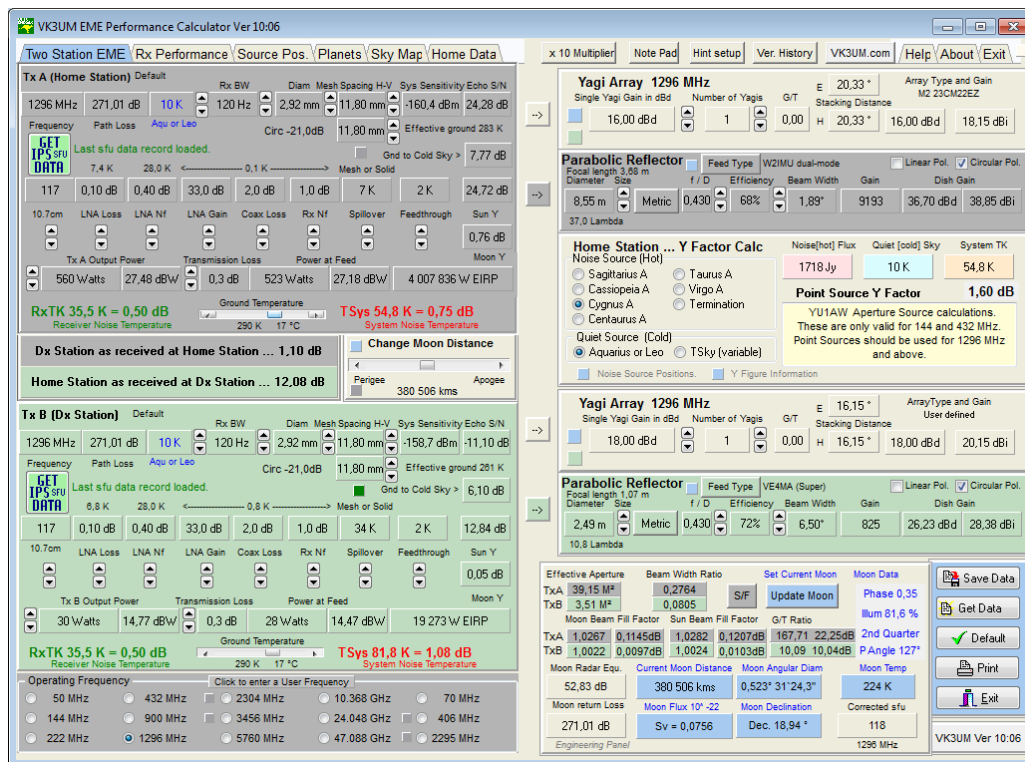 VK3UM EME Performance Calculator Ver 10:06
Two Station EME Rx Performance Source Pos. Planets Sky Map Home Data
x 10 Multiplier Note Pad Hint setup Ver. History VK3UM.com Help About Exit
Tx A (Home Station) Default
Rx BW Diam Mesh Spacing H-V Sys Sensitivity Echo S/N
1296 MHz 271,01 dB 10 K 120 Hz 2,92 mm 11,80 mm -160,4 dBm 24,28 dB
Frequency Path Loss Aqu or Leo Circ -21,0dB 11,80 mm Effective ground 283 K
GET IPS SFU DATA
Last sfu data record loaded.
Gnd to Cold Sky > 7,77 dB
7,4 K 28,0 K <------------------ 0,1 K ------------------> Mesh or Solid
117 0,10 dB 0,40 dB 33,0 dB 2,0 dB 1,0 dB 7 K 2 K 24,72 dB
10.7cm LNA Loss LNA Nf LNA Gain Coax Loss Rx Nf Spillover Feedthrough Sun Y
0,76 dB
Tx A Output Power Transmission Loss Power at Feed Moon Y
560 Watts 27,48 dBW 0,3 dB 523 Watts 27,18 dBW 4 007 836 W EIRP
RxTK 35,5 K = 0,50 dB
Receiver Noise Temperature
Ground Temperature
290 K 17 °C
TSys 54,8 K = 0,75 dB
System Noise Temperature
Dx Station as received at Home Station ... 1,10 dB
Home Station as received at Dx Station ... 12,08 dB
Change Moon Distance
Perigee Apogee
380 506 kms
Tx B (Dx Station) Default
Rx BW Diam Mesh Spacing H-V Sys Sensitivity Echo S/N
1296 MHz 271,01 dB 10 K 120 Hz 2,92 mm 11,80 mm -158,7 dBm -11,10 dB
Frequency Path Loss Aqu or Leo Circ -21,0dB 11,80 mm Effective ground 261 K
GET IPS SFU DATA
Last sfu data record loaded.
Gnd to Cold Sky > 6,10 dB
6,8 K 28,0 K <------------------ 0,8 K ------------------> Mesh or Solid
117 0,10 dB 0,40 dB 33,0 dB 2,0 dB 1,0 dB 34 K 2 K 12,84 dB
10.7cm LNA Loss LNA Nf LNA Gain Coax Loss Rx Nf Spillover Feedthrough Sun Y
0,05 dB
Tx B Output Power Transmission Loss Power at Feed Moon Y
30 Watts 14,77 dBW 0,3 dB 28 Watts 14,47 dBW 19 273 W EIRP
RxTK 35,5 K = 0,50 dB
Receiver Noise Temperature
Ground Temperature
290 K 17 °C
TSys 81,8 K = 1,08 dB
System Noise Temperature
Operating Frequency Click to enter a User Frequency
50 MHz 432 MHz 2304 MHz 10.368 GHz 70 MHz
144 MHz 900 MHz 3456 MHz 24.048 GHz 406 MHz
222 MHz 1296 MHz 5760 MHz 47.088 GHz 2295 MHz
Yagi Array 1296 MHz E 20,33 ° Array Type and Gain
M2 23CM22EZ
Single Yagi Gain in dBd Number of Yagis G/T Stacking Distance
--> 16,00 dBd 1 0,00 H 20,33 ° 16,00 dBd 18,15 dBi
Parabolic Reflector Feed Type W2IMU dual-mode Linear Pol. Circular Pol.
Focal length 3,68 m
Diameter Size f / D Efficiency Beam Width Gain Dish Gain
--> 8,55 m Metric 0,430 68% 1,89° 9193 36,70 dBd 38,85 dBi
37,0 Lambda
Home Station ... Y Factor Calc
Noise Source (Hot)
Sagittarius A Taurus A
Cassiopeia A Virgo A
Cygnus A Termination
Centaurus A
Quiet Source (Cold)
Aquarius or Leo TSky (variable)
Noise[hot] Flux Quiet [cold] Sky System TK
1718 Jy 10 K 54,8 K
Point Source Y Factor 1,60 dB
YU1AW Aperture Source calculations.
These are only valid for 144 and 432 MHz.
Point Sources should be used for 1296 MHz
and above.
Noise Source Positions. Y Figure Information
Yagi Array 1296 MHz E 16,15 ° ArrayType and Gain
User defined
Single Yagi Gain in dBd Number of Yagis G/T Stacking Distance
--> 18,00 dBd 1 0,00 H 16,15 ° 18,00 dBd 20,15 dBi
Parabolic Reflector Feed Type VE4MA (Super) Linear Pol. Circular Pol.
Focal length 1,07 m
Diameter Size f / D Efficiency Beam Width Gain Dish Gain
--> 2,49 m Metric 0,430 72% 6,50° 825 26,23 dBd 28,38 dBi
10,8 Lambda
Effective Aperture Beam Width Ratio Set Current Moon Moon Data
TxA 39,15 M² 0,2764 S/F Update Moon Phase 0,35
TxB 3,51 M² 0,0805 Illum 81,6 %
Moon Beam Fill Factor Sun Beam Fill Factor G/T Ratio 2nd Quarter
TxA 1,0267 0,1145dB 1,0282 0,1207dB 167,71 22,25dB
TxB 1,0022 0,0097dB 1,0024 0,0103dB 10,09 10,04dB P Angle 127°
Moon Radar Equ. Current Moon Distance Moon Angular Diam Moon Temp
52,83 dB 380 506 kms 0,523° 31'24,3'' 224 K
Moon return Loss Moon Flux 10^ -22 Moon Declination Corrected sfu
271,01 dB Sv = 0,0756 Dec. 18,94 ° 118
Engineering Panel 1296 MHz
Save Data
Get Data
Default
Print
Exit
VK3UM Ver 10:06